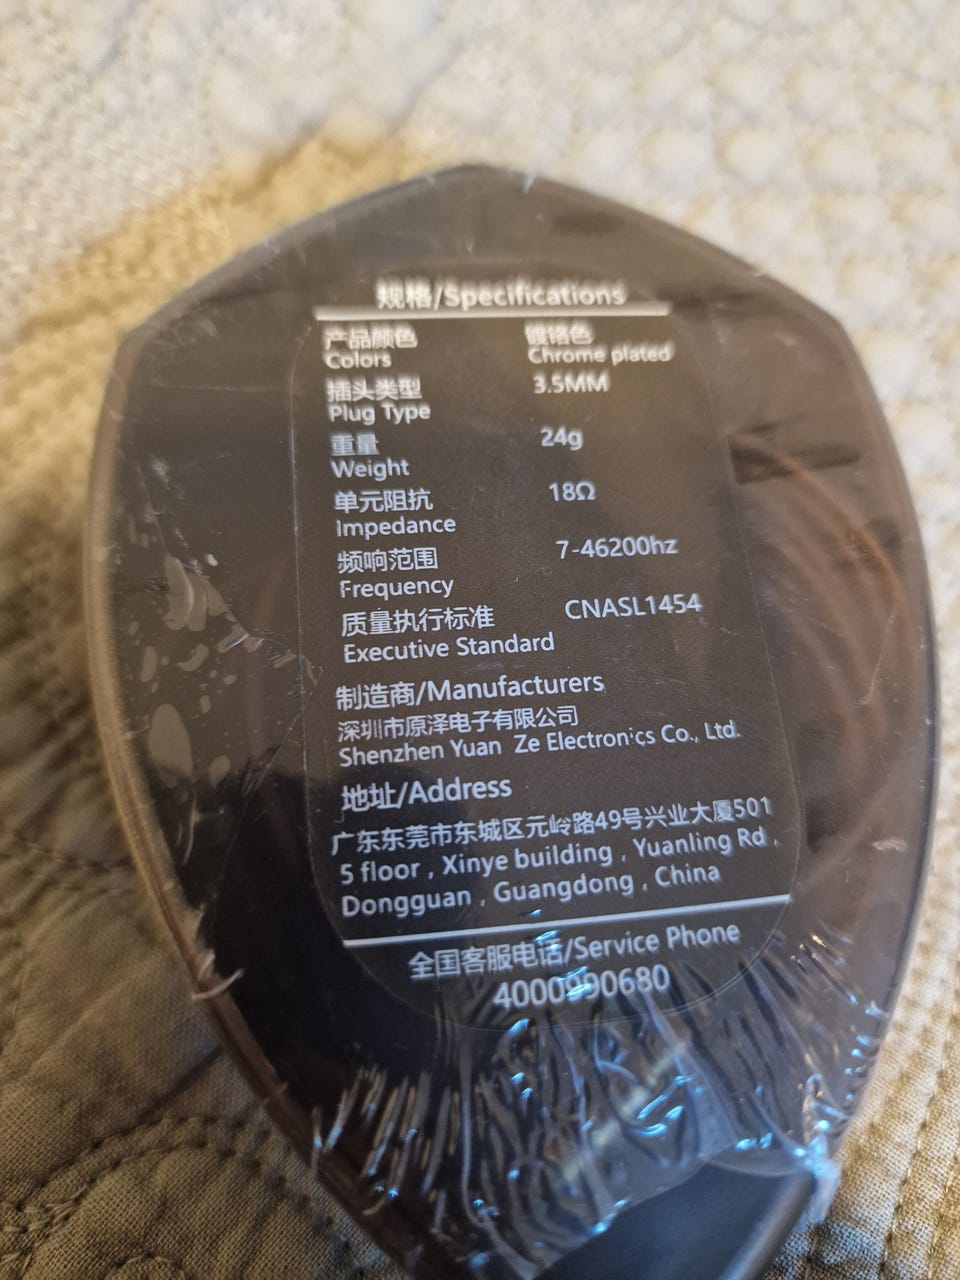 规格/Specifications
产品颜色 镀铬色
Colors Chrome plated
插头类型 3.5MM
Plug Type
重量 24g
Weight
单元阻抗 18Ω
Impedance
频响范围 7-46200hz
Frequency
质量执行标准 CNASL1454
Executive Standard
制造商/Manufacturers
深圳市原泽电子有限公司
Shenzhen Yuan Ze Electronics Co., Ltd.
地址/Address
广东东莞市东城区元岭路49号兴业大厦501
5 floor , Xinye building , Yuanling Rd ,
Dongguan , Guangdong , China
全国客服电话/Service Phone
4000990680